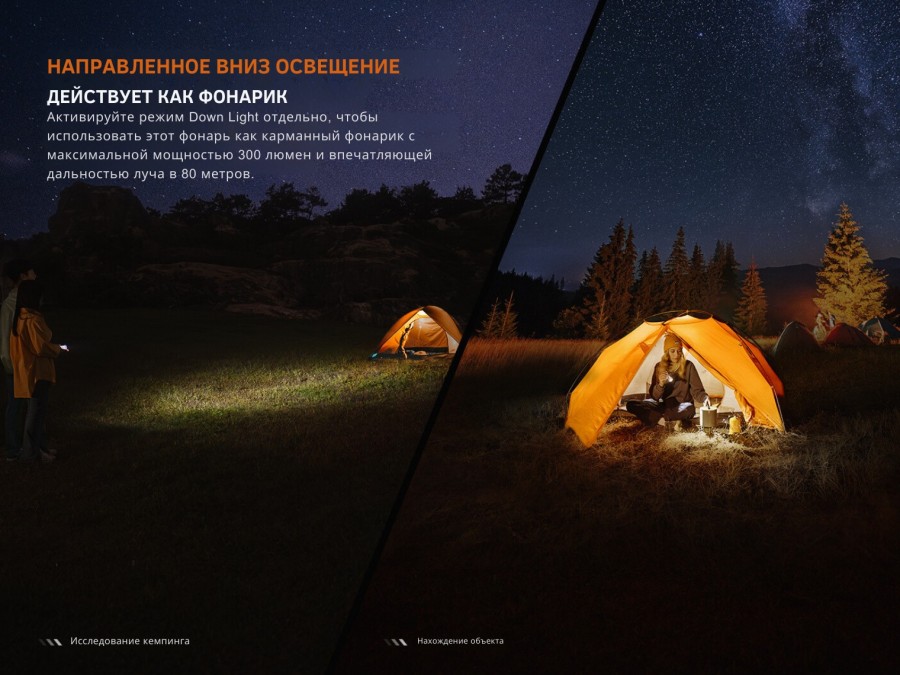 НАПРАВЛЕННОЕ ВНИЗ ОСВЕЩЕНИЕ
ДЕЙСТВУЕТ КАК ФОНАРИК
Активируйте режим Down Light отдельно, чтобы
использовать этот фонарь как карманный фонарик с
максимальной мощностью 300 люмен и впечатляющей
дальностью луча в 80 метров.
Исследование кемпинга
Нахождение объекта